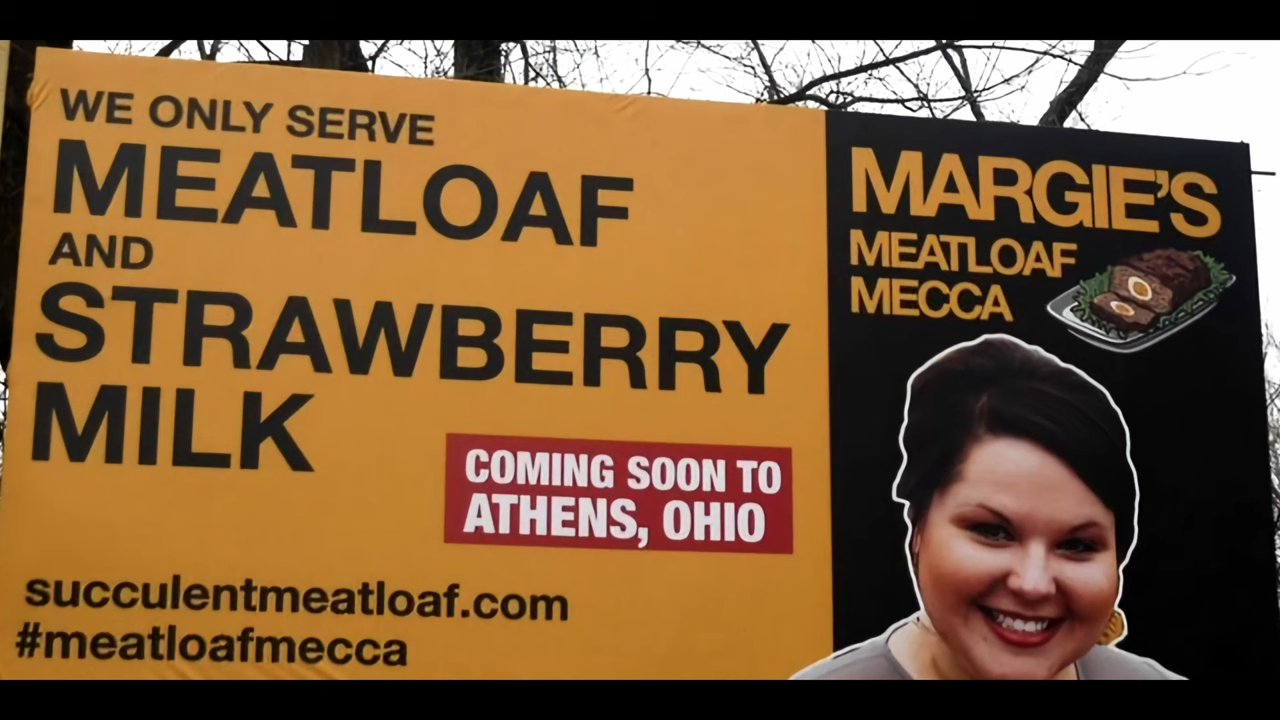 WE ONLY SERVE
MEATLOAF
AND
STRAWBERRY
MILK
COMING SOON TO
ATHENS, OHIO
succulentmeatloaf.com
#meatloafmecca
MARGIE'S
MEATLOAF
MECCA